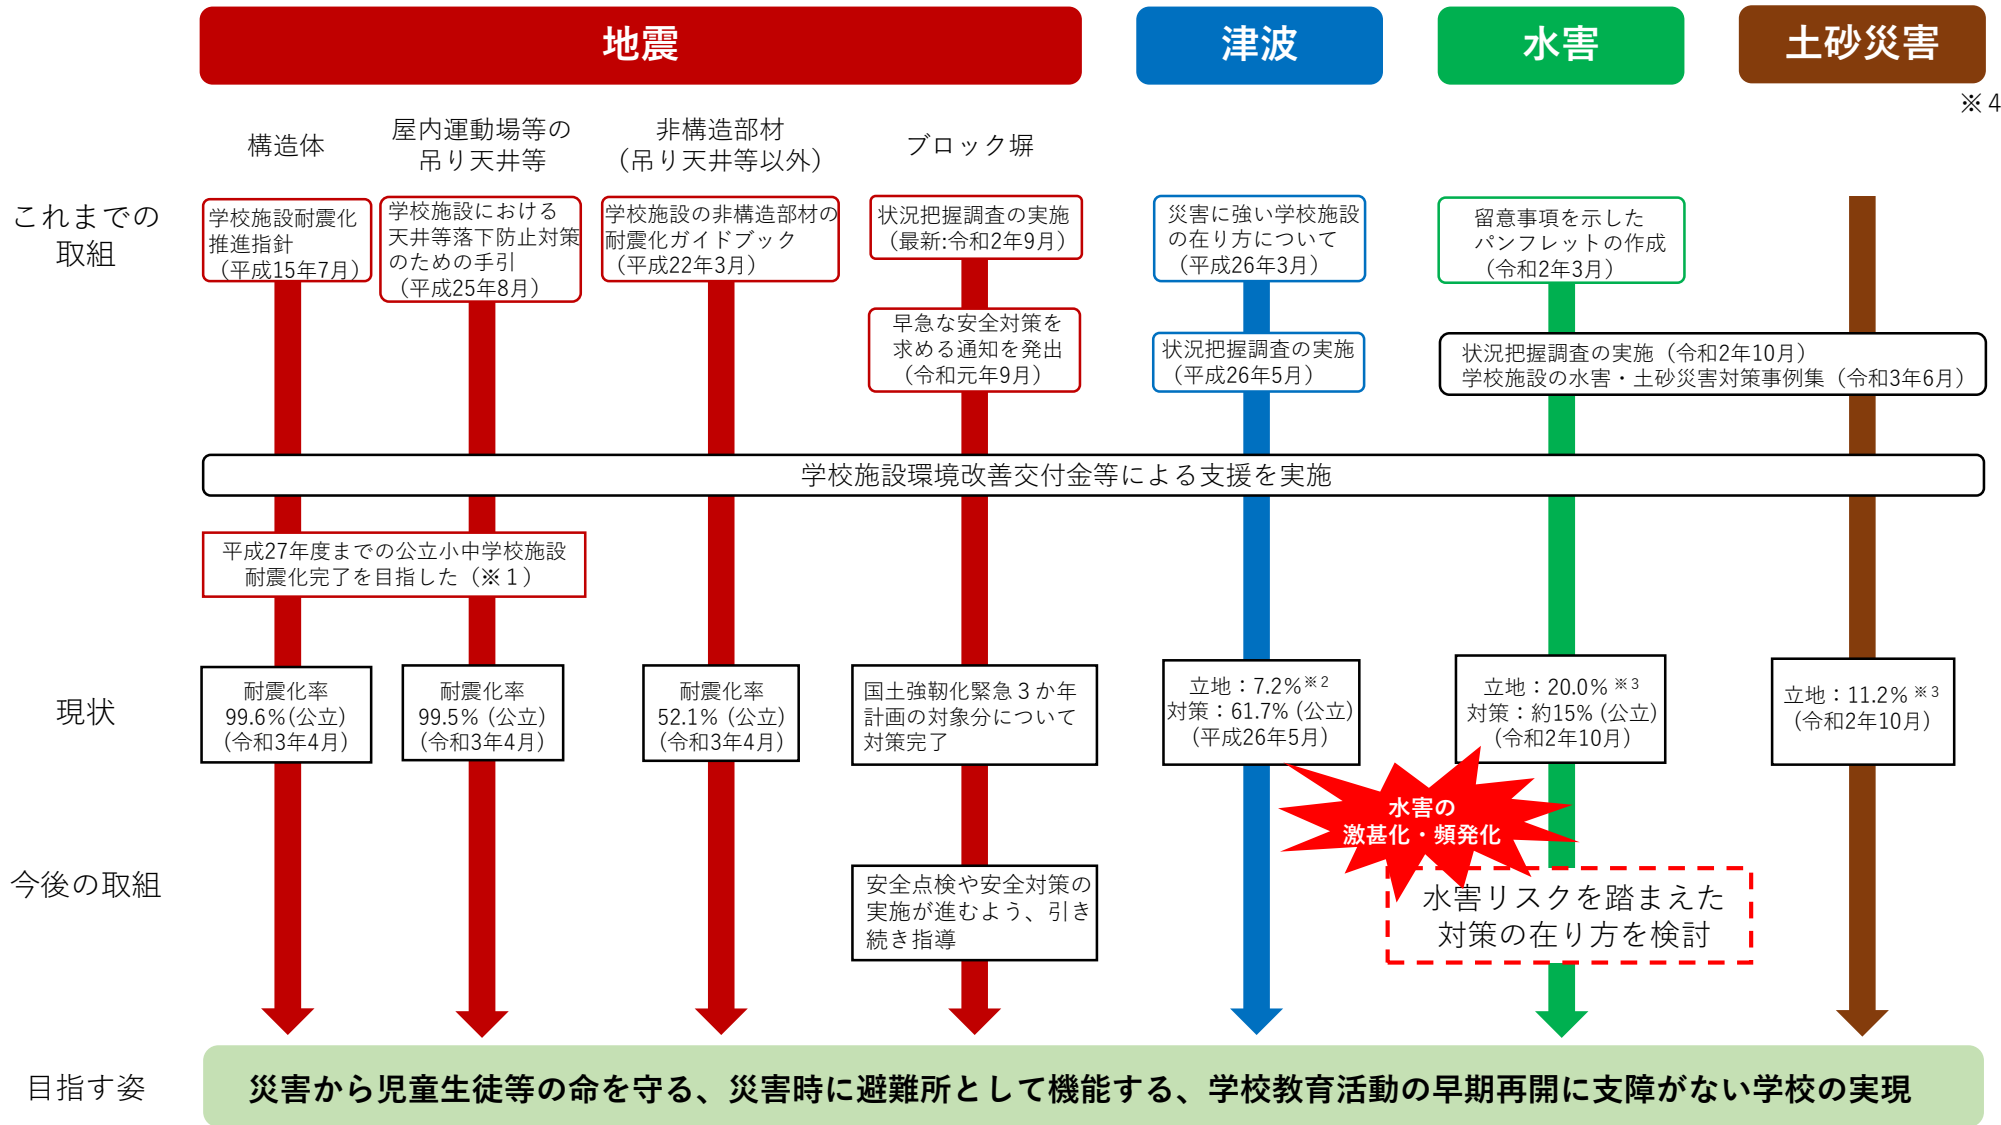 地震
津波
水害
土砂災害
※４
構造体
屋内運動場等の
吊り天井等
非構造部材
（吊り天井等以外）
ブロック塀
これまでの
取組
学校施設耐震化
推進指針
（平成15年7月）
学校施設における
天井等落下防止対策
のための手引
（平成25年8月）
学校施設の非構造部材の
耐震化ガイドブック
（平成22年3月）
状況把握調査の実施
（最新:令和2年9月）
早急な安全対策を
求める通知を発出
（令和元年9月）
災害に強い学校施設
の在り方について
（平成26年3月）
状況把握調査の実施
（平成26年5月）
留意事項を示した
パンフレットの作成
（令和2年3月）
状況把握調査の実施（令和2年10月）
学校施設の水害・土砂災害対策事例集（令和3年6月）
学校施設環境改善交付金等による支援を実施
平成27年度までの公立小中学校施設
耐震化完了を目指した（※１）
現状
耐震化率
99.6%(公立)
(令和3年4月)
耐震化率
99.5% (公立)
(令和3年4月)
耐震化率
52.1% (公立)
(令和3年4月)
国土強靱化緊急３か年
計画の対象分について
対策完了
立地：7.2%※2
対策：61.7% (公立)
(平成26年5月)
立地：20.0% ※3
対策：約15% (公立)
(令和2年10月)
立地：11.2% ※3
(令和2年10月)
水害の
激甚化・頻発化
今後の取組
安全点検や安全対策の
実施が進むよう、引き
続き指導
水害リスクを踏まえた
対策の在り方を検討
目指す姿
災害から児童生徒等の命を守る、災害時に避難所として機能する、学校教育活動の早期再開に支障がない学校の実現